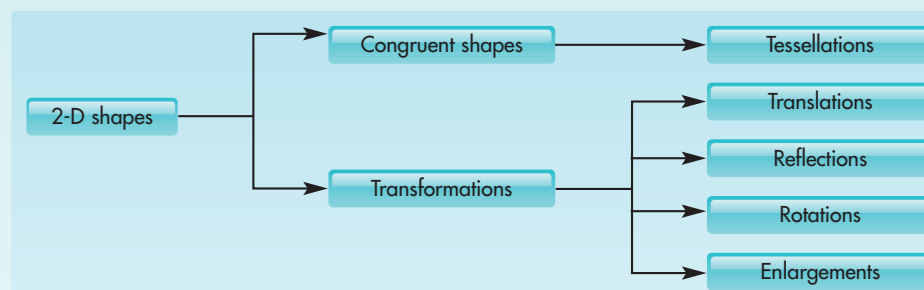 2-D shapes
Congruent shapes
Tessellations
Transformations
Translations
Reflections
Rotations
Enlargements